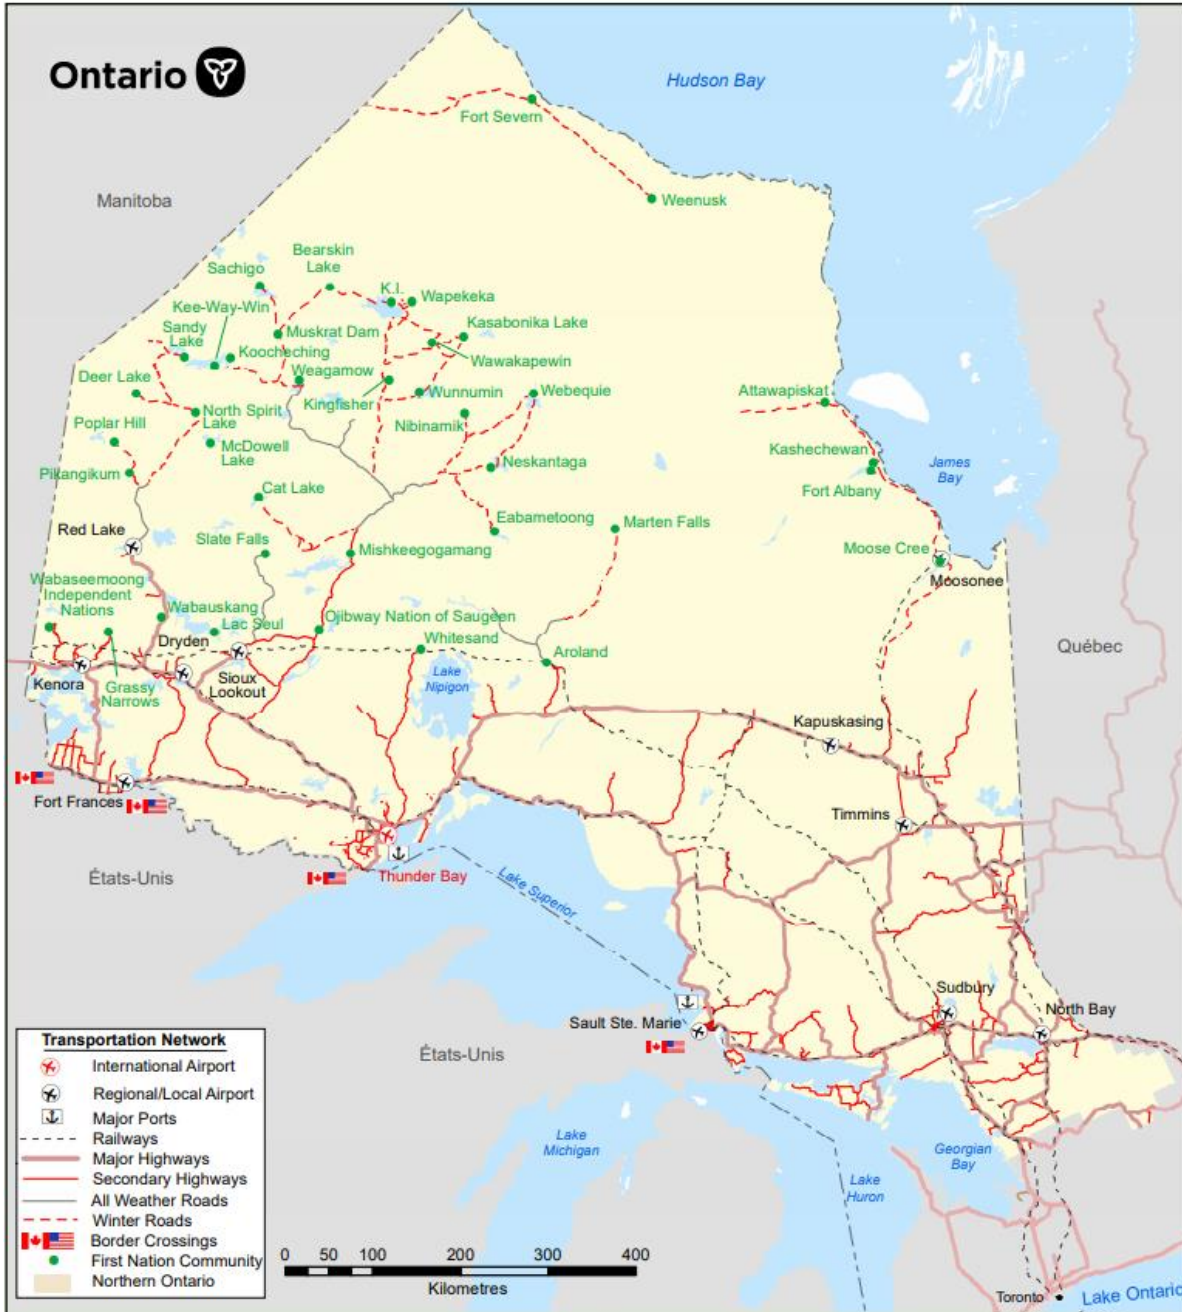 Ontario
Hudson Bay
Fort Severn
Manitoba
Weenusk
Bearskin
Lake
Sachigo
K.I.
Wapekeka
Kee-Way-Win
Sandy
Lake
Muskrat Dam
Kasabonika Lake
Koocheching
Wawakapewin
Weagamow
Deer Lake
Kingfisher
Wunnumin
Webequie
Attawapiskat
North Spirit
Lake
Poplar Hill
Nibinamik
McDowell
Lake
Kashechewan
Pikangikum
Neskantaga
James
Bay
Fort Albany
Cat Lake
Red Lake
Eabametoong
Marten Falls
Slate Falls
Mishkeegogamang
Moose Cree
Moosonee
Wabaseemoong
Independent
Nations
Wabauskang
Lac Seul
Ojibway Nation of Saugeen
Dryden
Whitesand
Aroland
Québec
Kenora
Grassy
Narrows
Sioux
Lookout
Lake
Nipigon
Kapuskasing
Fort Frances
Timmins
États-Unis
Thunder Bay
Lake Superior
Sudbury
North Bay
Sault Ste. Marie
États-Unis
Lake
Michigan
Georgian
Bay
Lake
Huron
Toronto
Lake Ontario
Transportation Network
International Airport
Regional/Local Airport
Major Ports
Railways
Major Highways
Secondary Highways
All Weather Roads
Winter Roads
Border Crossings
First Nation Community
Northern Ontario
0 50 100 200 300 400
Kilometres